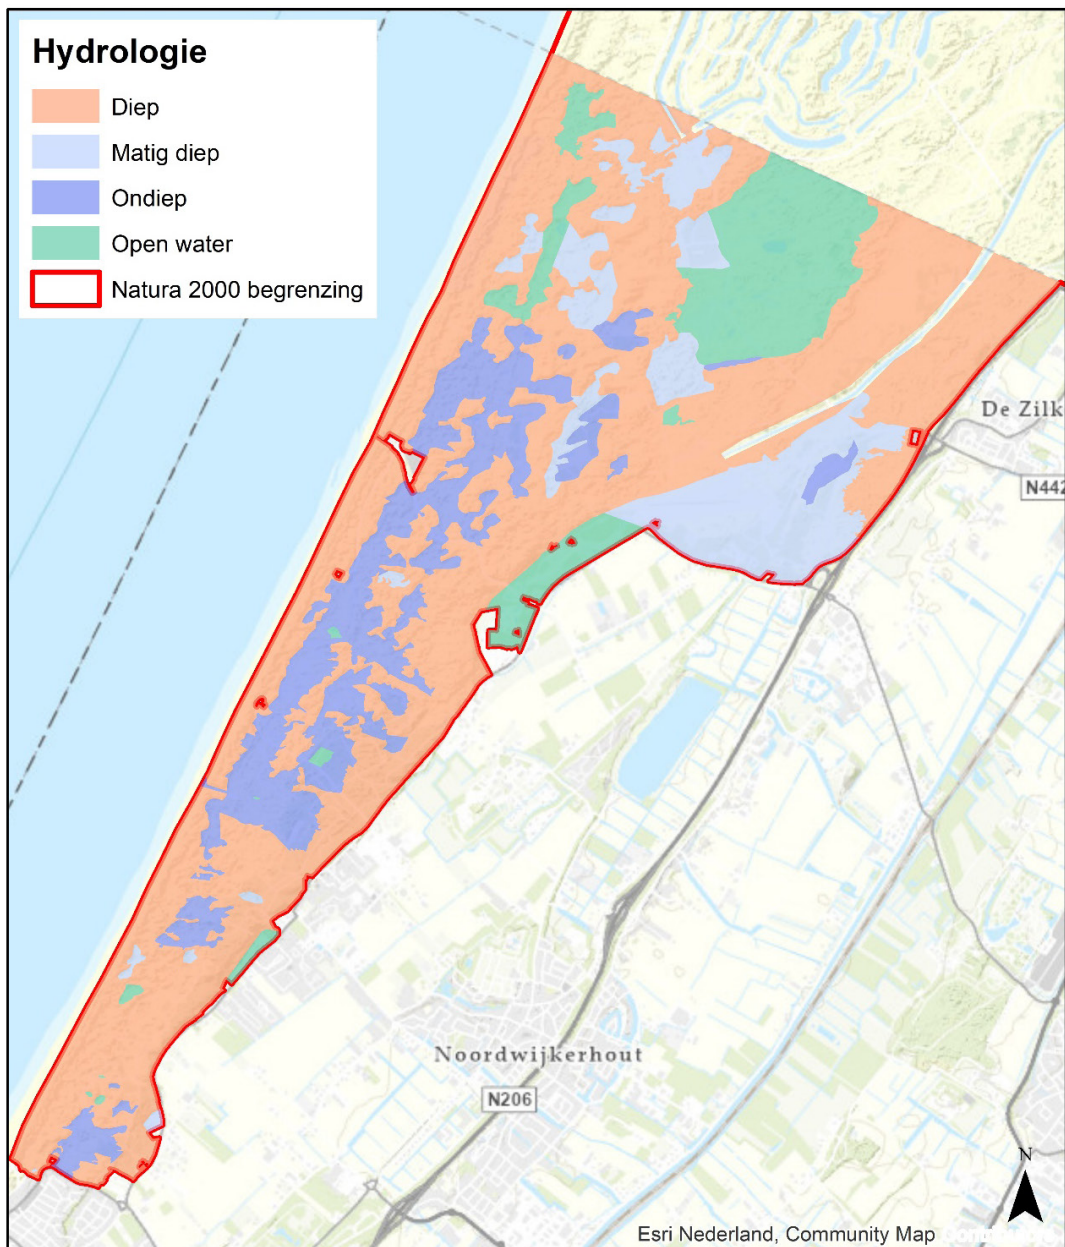 Hydrologie
Diep
Matig diep
Ondiep
Open water
Natura 2000 begrenzing
De Zilk
N442
Noordwijkerhout
N206
N
Esri Nederland, Community Map